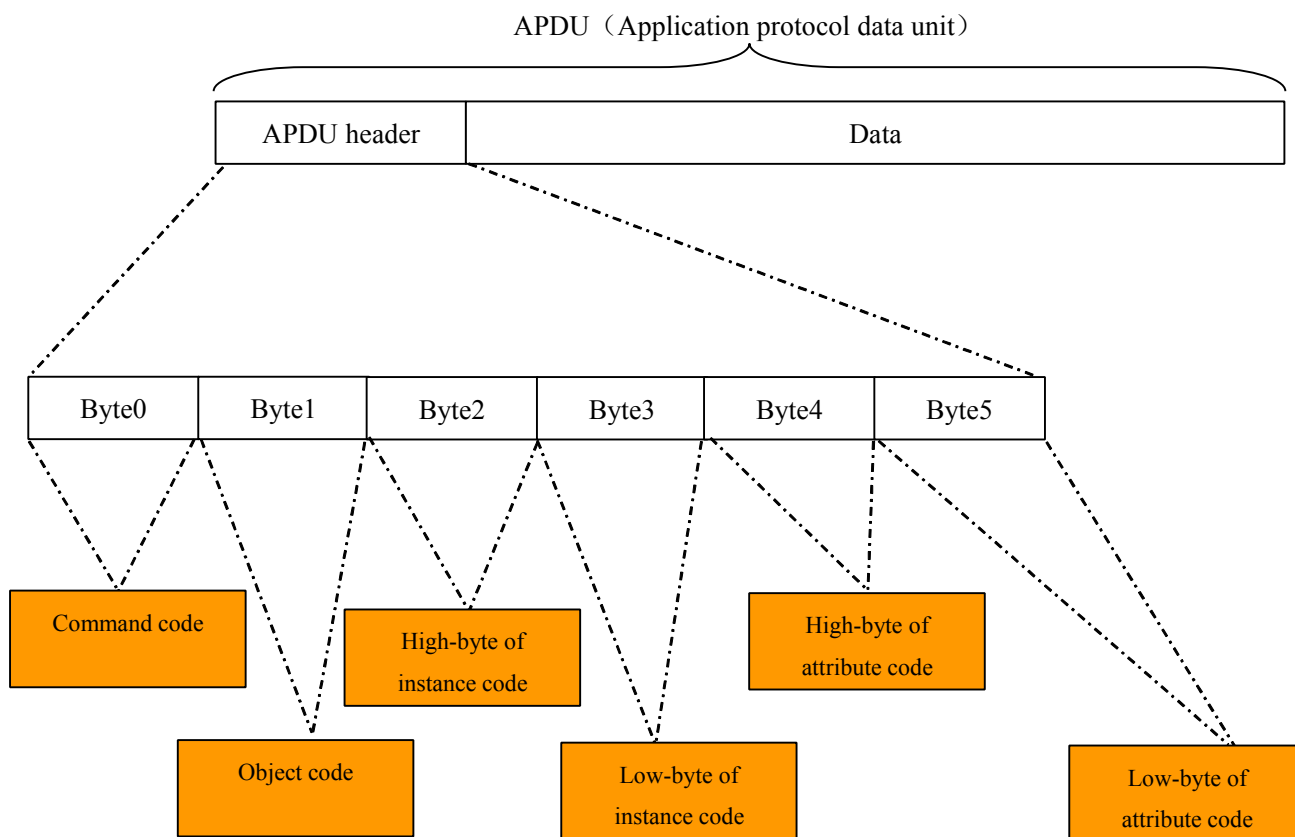 APDU（Application protocol data unit）
APDU header
Data
Byte0
Byte1
Byte2
Byte3
Byte4
Byte5
Command code
High-byte of
instance code
High-byte of
attribute code
Object code
Low-byte of
instance code
Low-byte of
attribute code